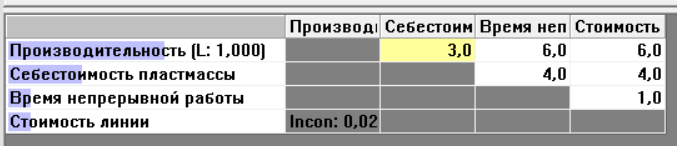 Производи Себестоим Время неп Стоимость
Производительность (L: 1,000) 3,0 6,0 6,0
Себестоимость пластмассы 4,0 4,0
Время непрерывной работы 1,0
Стоимость линии Incon: 0,02